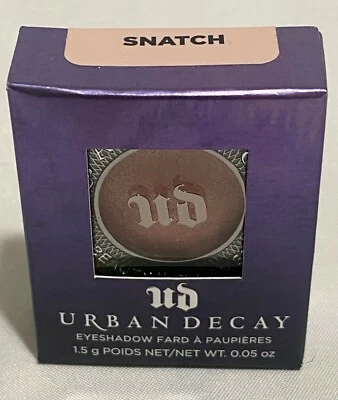 SNATCH
ud
ud
URBAN DECAY
EYESHADOW FARD À PAUPIÈRES
1.5 g POIDS NET/NET WT. 0.05 oz